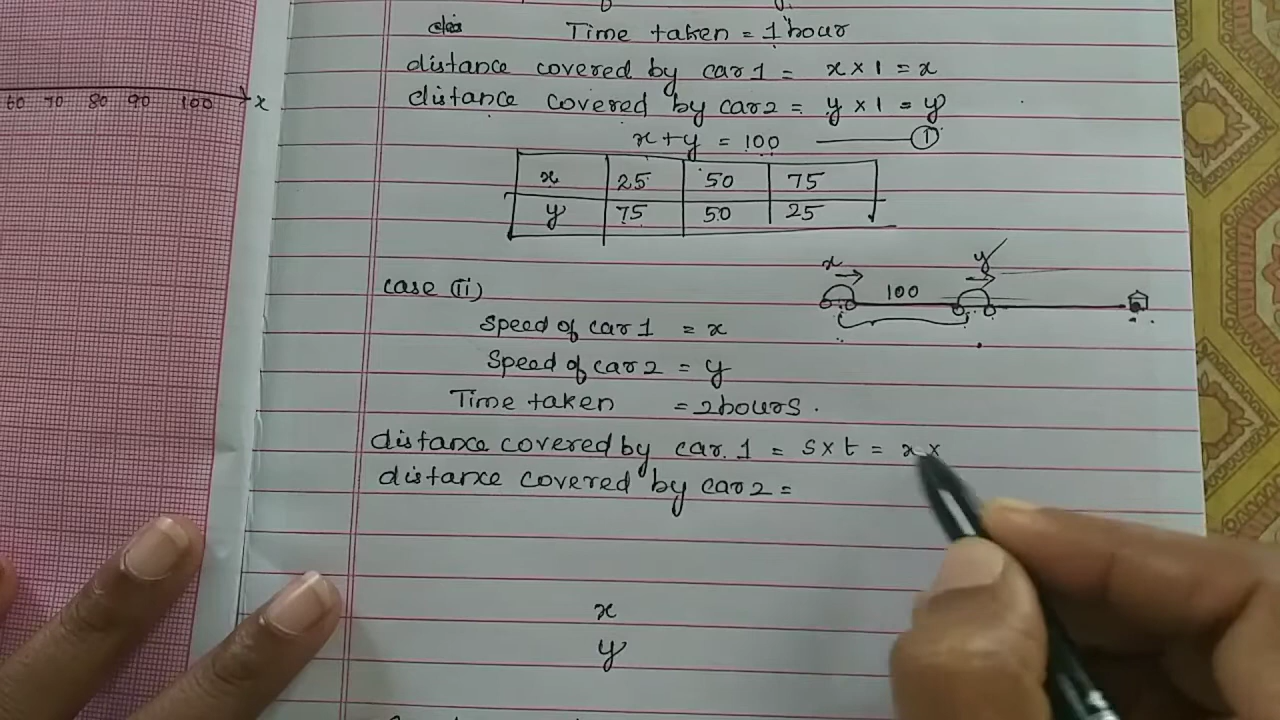 Time taken = 1 hour
distance covered by car 1 = x × 1 = x
distance covered by car 2 = y × 1 = y
x + y = 100 ——— ①
x 25 50 75
y 75 50 25
60 70 80 90 100 x
x y
100
case (ii)
Speed of car 1 = x
Speed of car 2 = y
Time taken = 2 hours.
distance covered by car 1 = s × t = x ×
distance covered by car 2 =
x
y